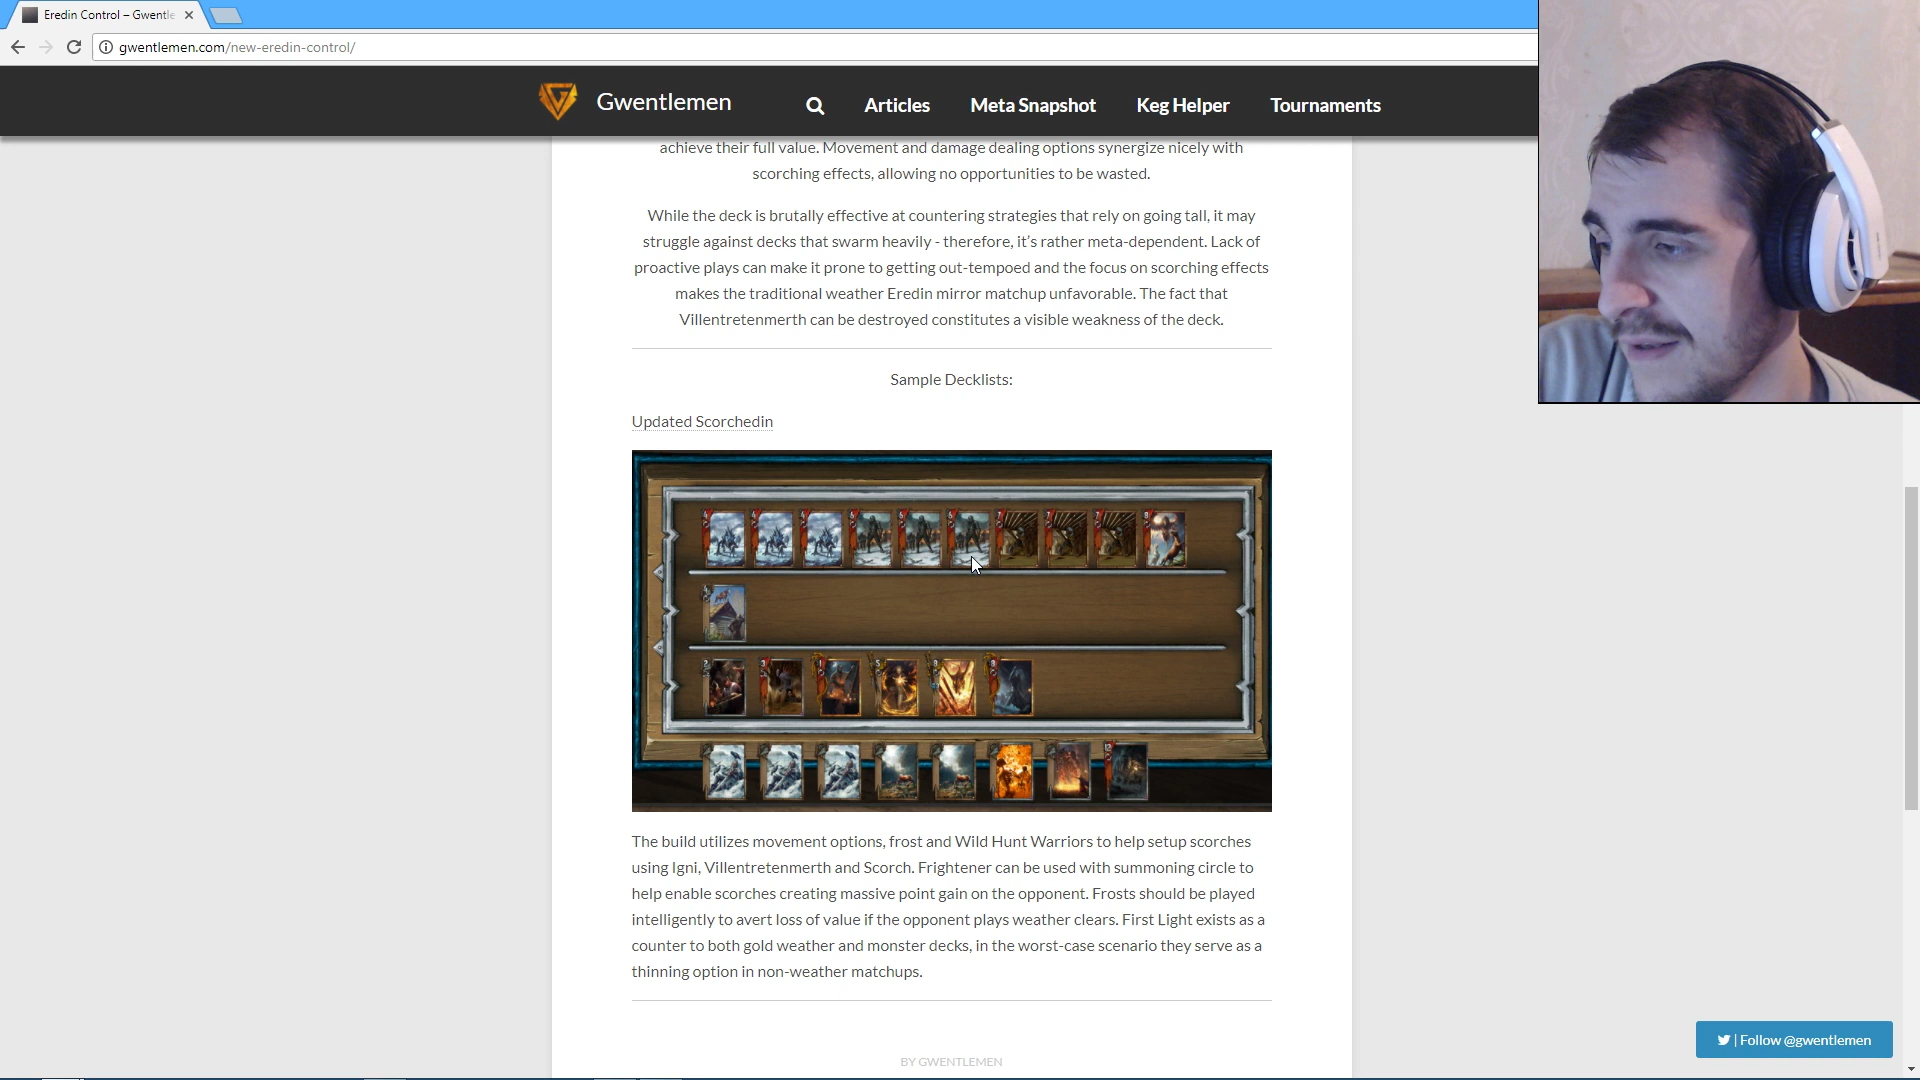 Eredin Control – Gwentle
gwentlemen.com/new-eredin-control/
Gwentlemen
Articles
Meta Snapshot
Keg Helper
Tournaments
achieve their full value. Movement and damage dealing options synergize nicely with
scorching effects, allowing no opportunities to be wasted.
While the deck is brutally effective at countering strategies that rely on going tall, it may
struggle against decks that swarm heavily - therefore, it's rather meta-dependent. Lack of
proactive plays can make it prone to getting out-tempoed and the focus on scorching effects
makes the traditional weather Eredin mirror matchup unfavorable. The fact that
Villentretenmerth can be destroyed constitutes a visible weakness of the deck.
Sample Decklists:
Updated Scorchedin
The build utilizes movement options, frost and Wild Hunt Warriors to help setup scorches
using Igni, Villentretenmerth and Scorch. Frightener can be used with summoning circle to
help enable scorches creating massive point gain on the opponent. Frosts should be played
intelligently to avert loss of value if the opponent plays weather clears. First Light exists as a
counter to both gold weather and monster decks, in the worst-case scenario they serve as a
thinning option in non-weather matchups.
BY GWENTLEMEN
| Follow @gwentlemen